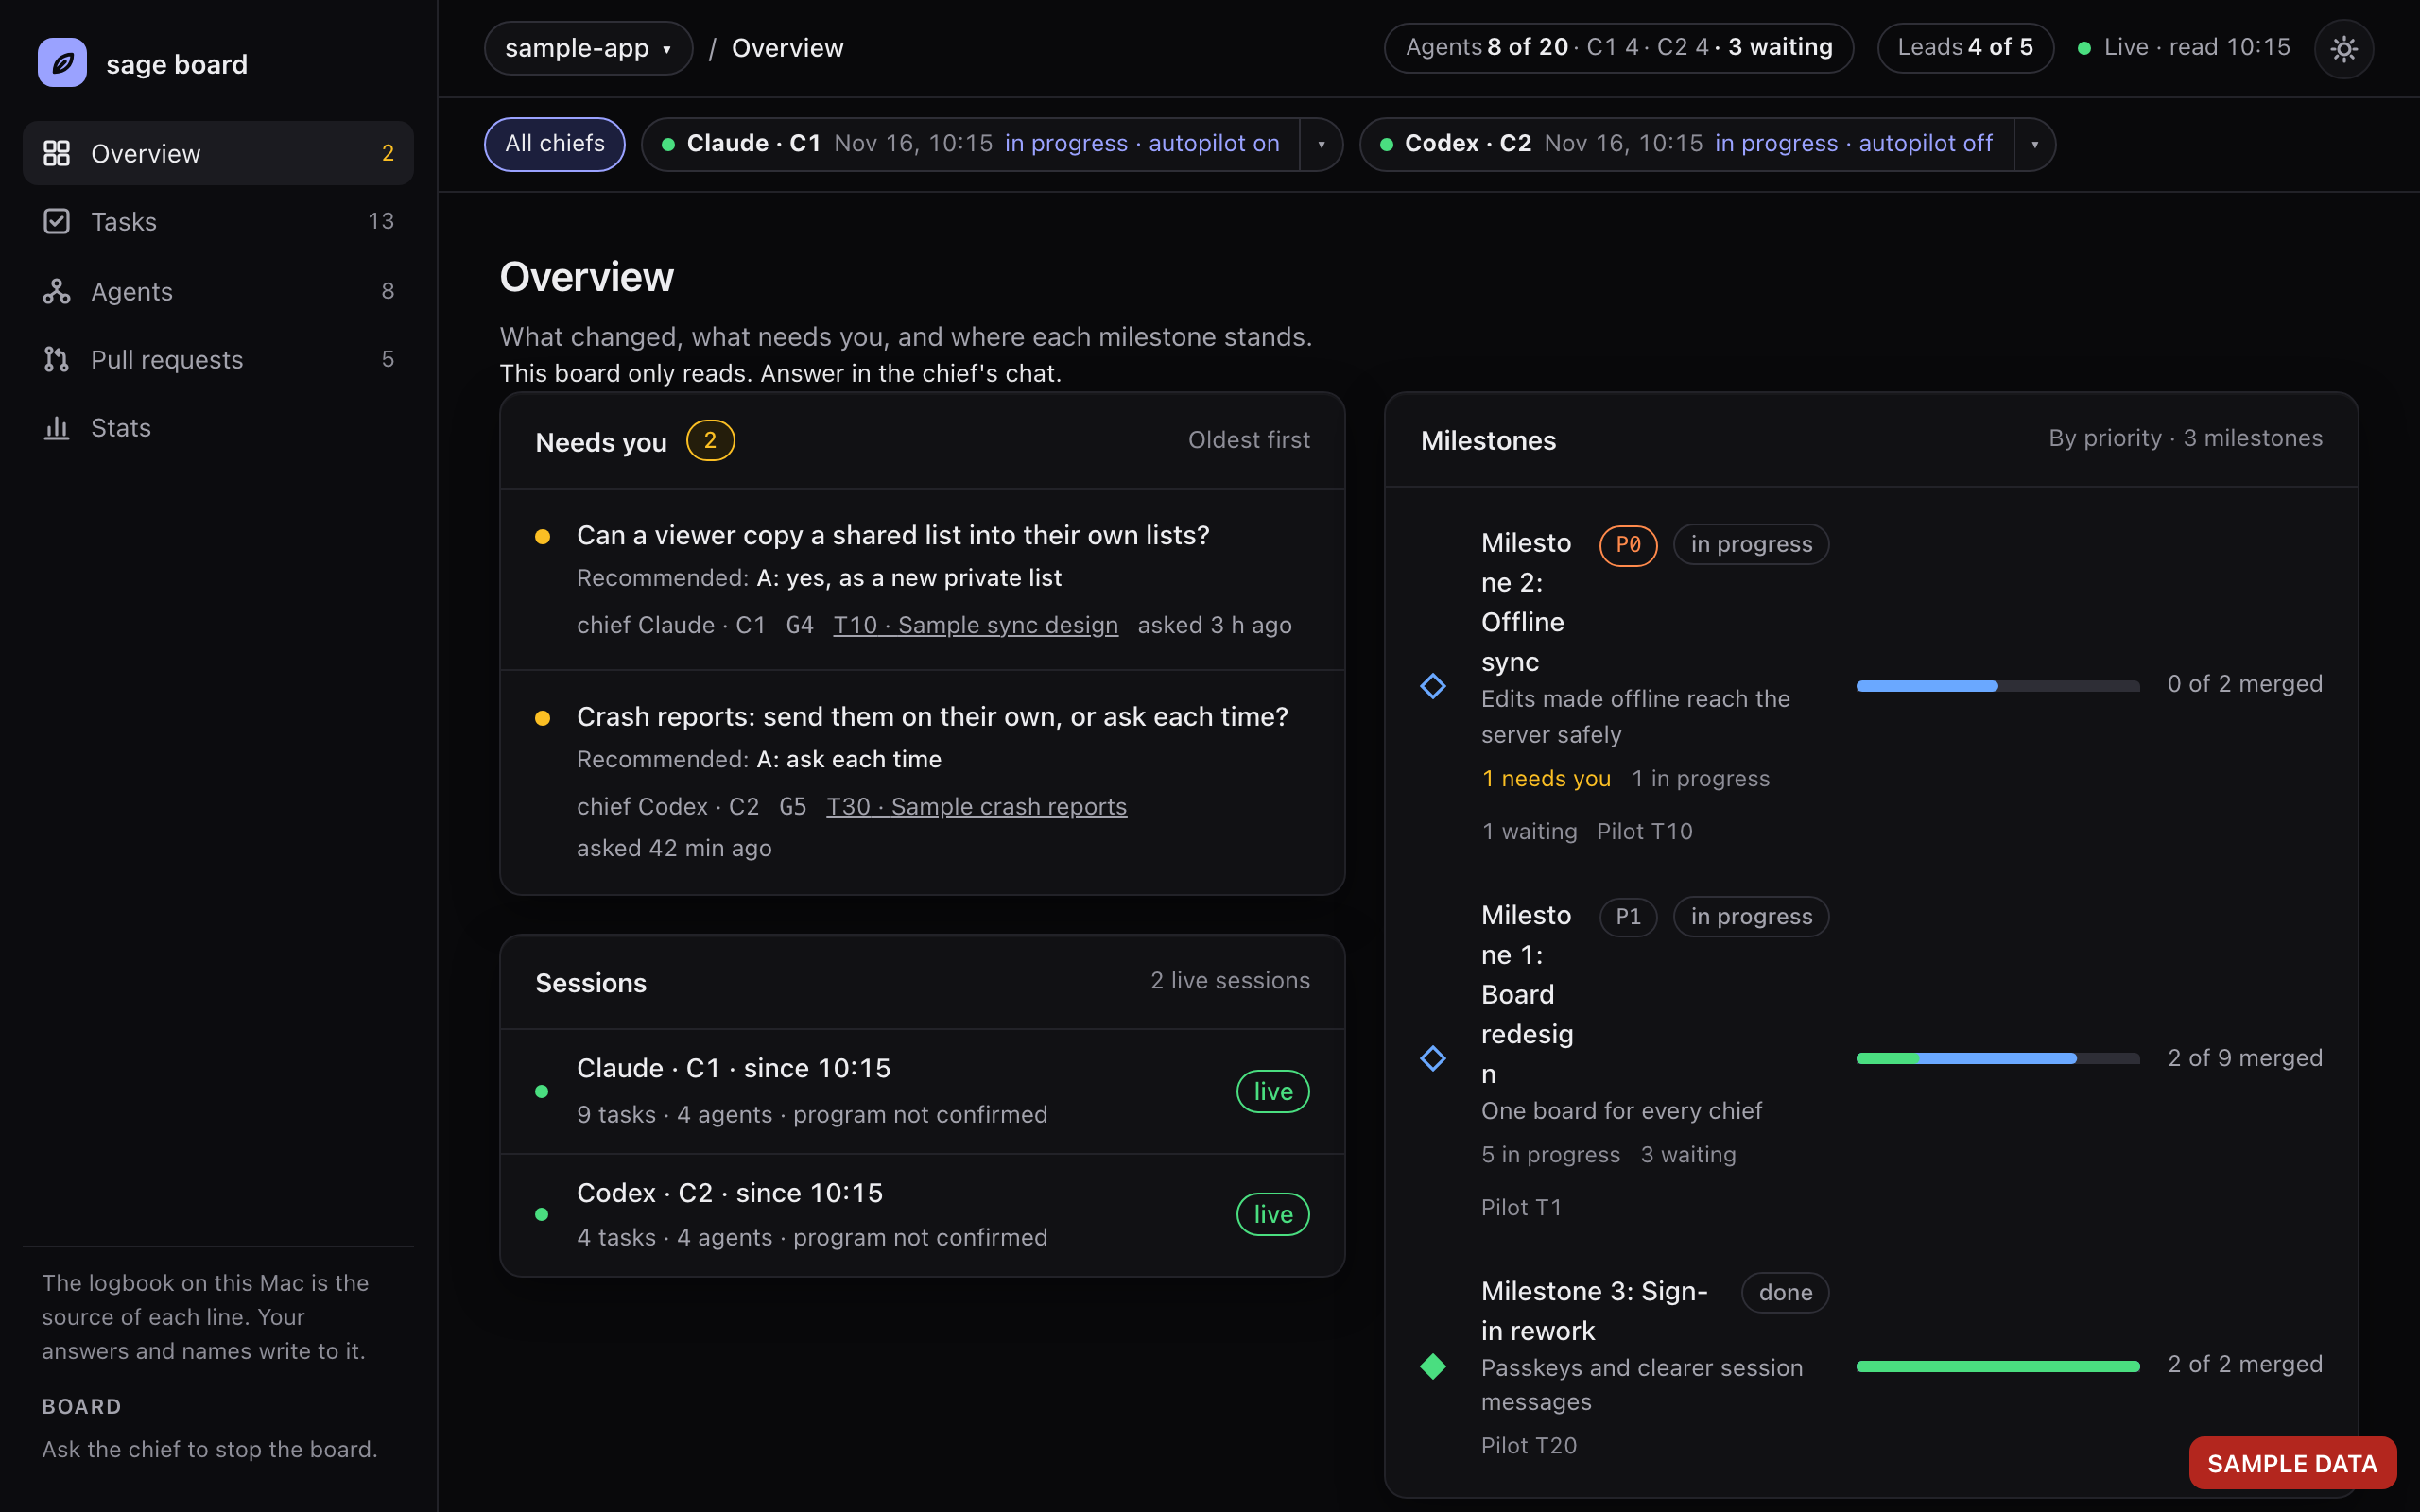 sage board
Overview 2
Tasks 13
Agents 8
Pull requests 5
Stats
The logbook on this Mac is the
source of each line. Your
answers and names write to it.
BOARD
Ask the chief to stop the board.
sample-app ▾ / Overview
Agents 8 of 20 · C1 4 · C2 4 · 3 waiting
Leads 4 of 5
Live · read 10:15
All chiefs
Claude · C1 Nov 16, 10:15 in progress · autopilot on ▾
Codex · C2 Nov 16, 10:15 in progress · autopilot off ▾
Overview
What changed, what needs you, and where each milestone stands.
This board only reads. Answer in the chief's chat.
Needs you 2 Oldest first
Can a viewer copy a shared list into their own lists?
Recommended: A: yes, as a new private list
chief Claude · C1 G4 T10 · Sample sync design asked 3 h ago
Crash reports: send them on their own, or ask each time?
Recommended: A: ask each time
chief Codex · C2 G5 T30 · Sample crash reports
asked 42 min ago
Sessions 2 live sessions
Claude · C1 · since 10:15
9 tasks · 4 agents · program not confirmed
live
Codex · C2 · since 10:15
4 tasks · 4 agents · program not confirmed
live
Milestones By priority · 3 milestones
Milesto P0 in progress
ne 2:
Offline
sync
Edits made offline reach the
server safely
1 needs you 1 in progress
1 waiting Pilot T10
0 of 2 merged
Milesto P1 in progress
ne 1:
Board
redesig
n
One board for every chief
5 in progress 3 waiting
Pilot T1
2 of 9 merged
Milestone 3: Sign- done
in rework
Passkeys and clearer session
messages
Pilot T20
2 of 2 merged
SAMPLE DATA